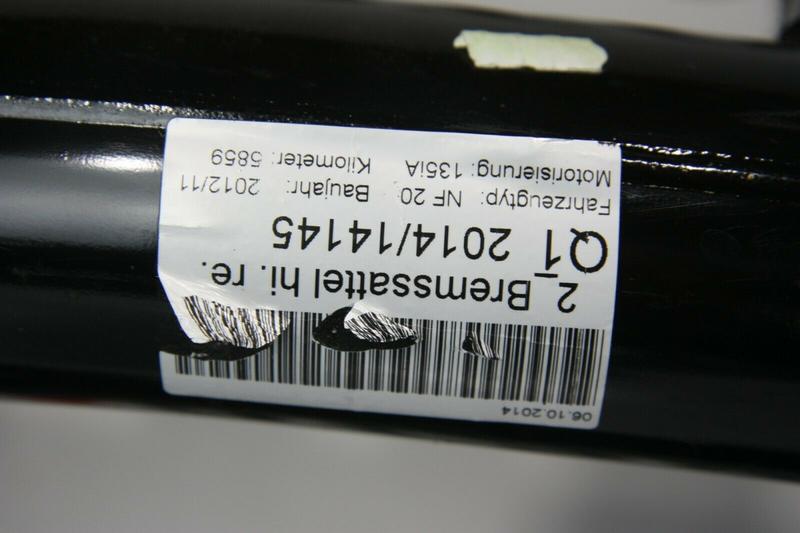 06.10.2014
2_Bremssattel hi. re.
Q1 2014/14145
Fahrzeugtyp: NF 20 Baujahr: 2012/11
Motorisierung: 135iA Kilometer: 5859